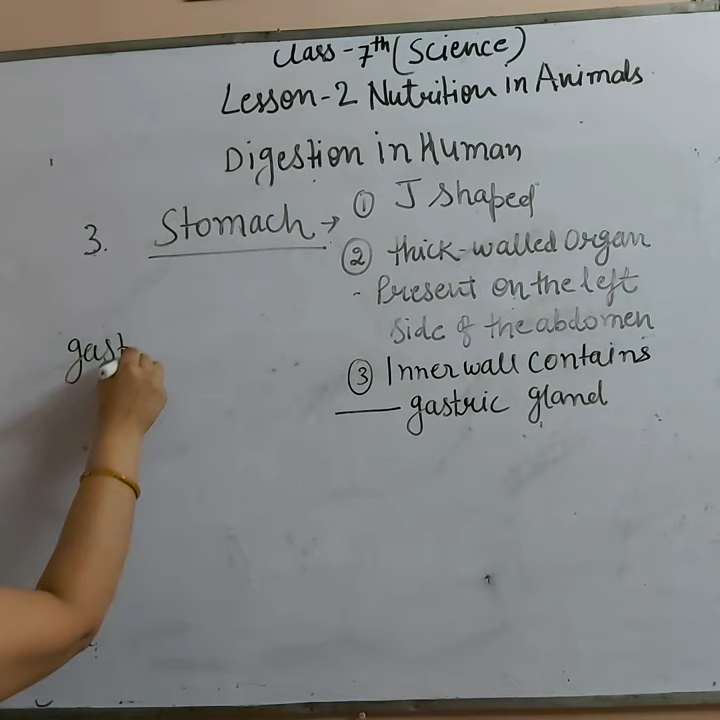 Class - 7th (Science)
Lesson-2 Nutrition in Animals
Digestion in Human
3. Stomach → ① J shaped
② thick-walled organ
- Present on the left
side of the abdomen
③ Inner wall contains
gastric gland
gast